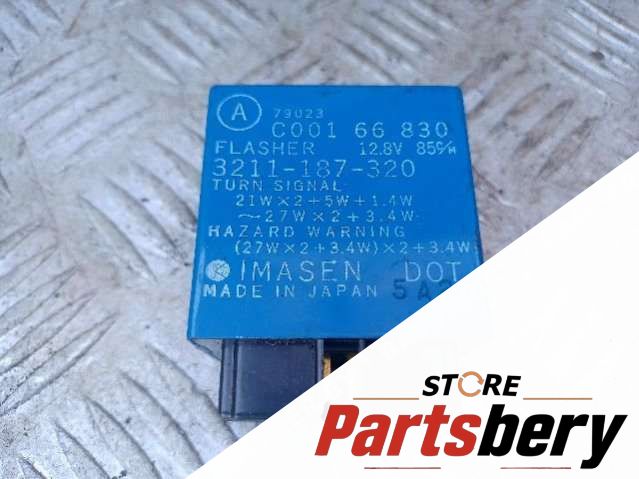 A 79023
C001 66 830
FLASHER 12.8V 85%/M
3211-187-320
TURN SIGNAL
21W×2+5W+1.4W
~27W×2+3.4W
HAZARD WARNING
(27W×2+3.4W)×2+3.4W
IMASEN DOT
MADE IN JAPAN
STORE
Partsbery